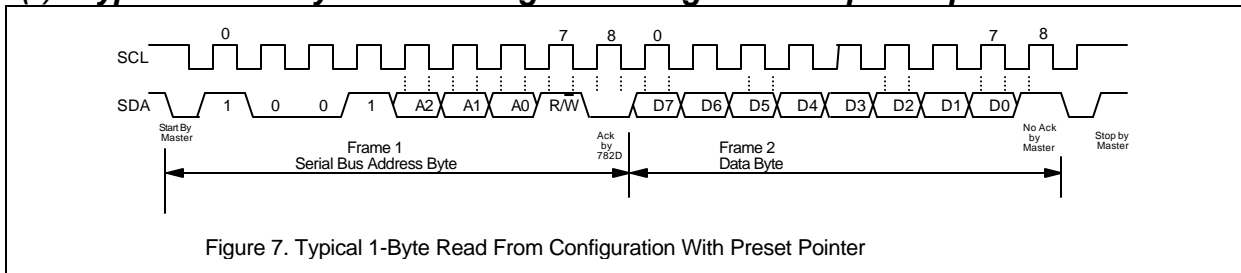 0 7 8 0 7 8
SCL
SDA 1 0 0 1 A2 A1 A0 R/W D7 D6 D5 D4 D3 D2 D1 D0
Start By
Master
Ack
by
782D
No Ack
by
Master
Stop by
Master
Frame 1
Serial Bus Address Byte
Frame 2
Data Byte
Figure 7. Typical 1-Byte Read From Configuration With Preset Pointer